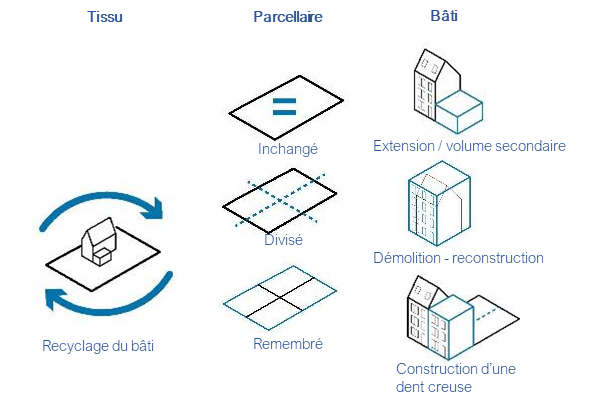 Tissu
Parcellaire
Bâti
Inchangé
Extension / volume secondaire
Divisé
Démolition - reconstruction
Recyclage du bâti
Remembré
Construction d'une
dent creuse